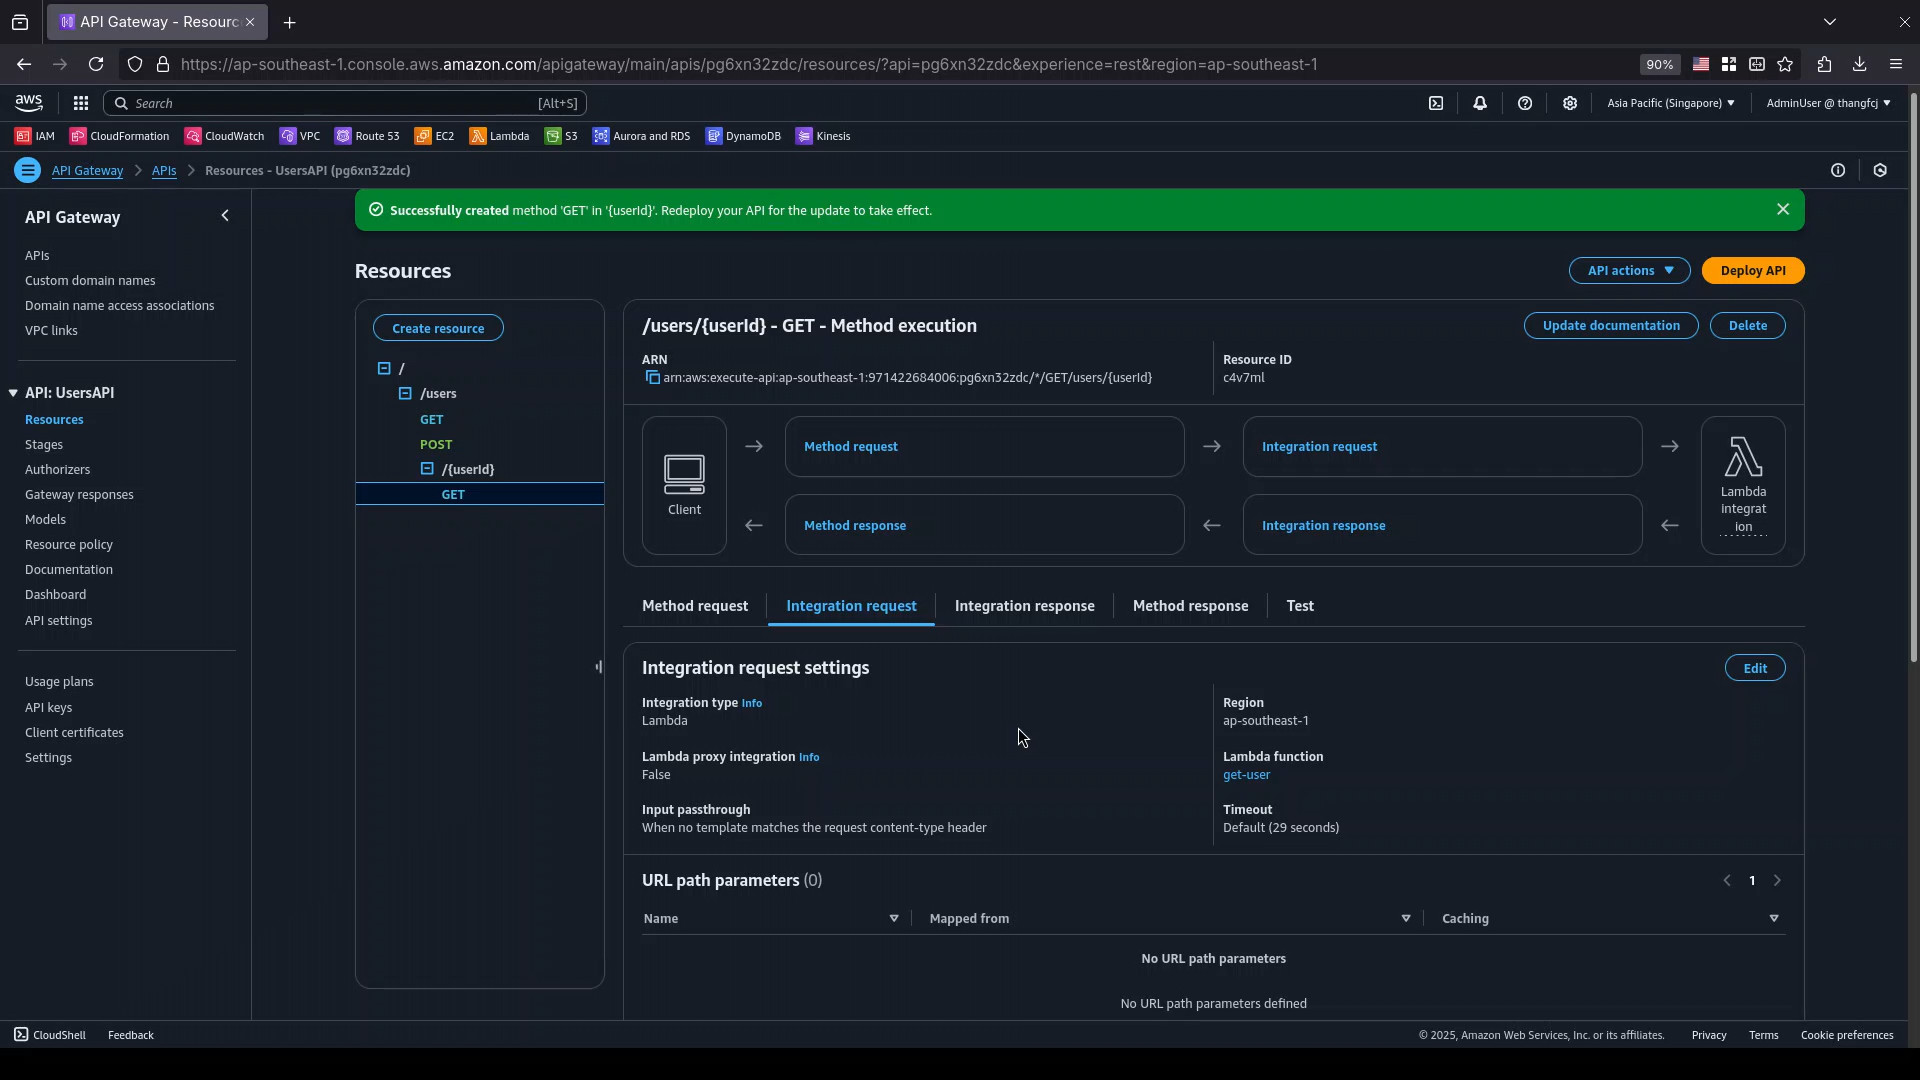 API Gateway - Resourc
https://ap-southeast-1.console.aws.amazon.com/apigateway/main/apis/pg6xn32zdc/resources/?api=pg6xn32zdc&experience=rest&region=ap-southeast-1
90%
aws
Search
[Alt+S]
Asia Pacific (Singapore)
AdminUser @ thangfcj
IAM
CloudFormation
CloudWatch
VPC
Route 53
EC2
Lambda
S3
Aurora and RDS
DynamoDB
Kinesis
API Gateway
APIs
Resources - UsersAPI (pg6xn32zdc)
API Gateway
APIs
Custom domain names
Domain name access associations
VPC links
API: UsersAPI
Resources
Stages
Authorizers
Gateway responses
Models
Resource policy
Documentation
Dashboard
API settings
Usage plans
API keys
Client certificates
Settings
Successfully created method 'GET' in '{userId}'. Redeploy your API for the update to take effect.
Resources
API actions
Deploy API
Create resource
/
/users
GET
POST
/{userId}
GET
/users/{userId} - GET - Method execution
Update documentation
Delete
ARN
arn:aws:execute-api:ap-southeast-1:971422684006:pg6xn32zdc/*/GET/users/{userId}
Resource ID
c4v7ml
Client
Method request
Integration request
Method response
Integration response
Lambda
integrat
ion
Method request
Integration request
Integration response
Method response
Test
Integration request settings
Edit
Integration type Info
Lambda
Region
ap-southeast-1
Lambda proxy integration Info
False
Lambda function
get-user
Input passthrough
When no template matches the request content-type header
Timeout
Default (29 seconds)
URL path parameters (0)
1
Name
Mapped from
Caching
No URL path parameters
No URL path parameters defined
CloudShell
Feedback
© 2025, Amazon Web Services, Inc. or its affiliates.
Privacy
Terms
Cookie preferences